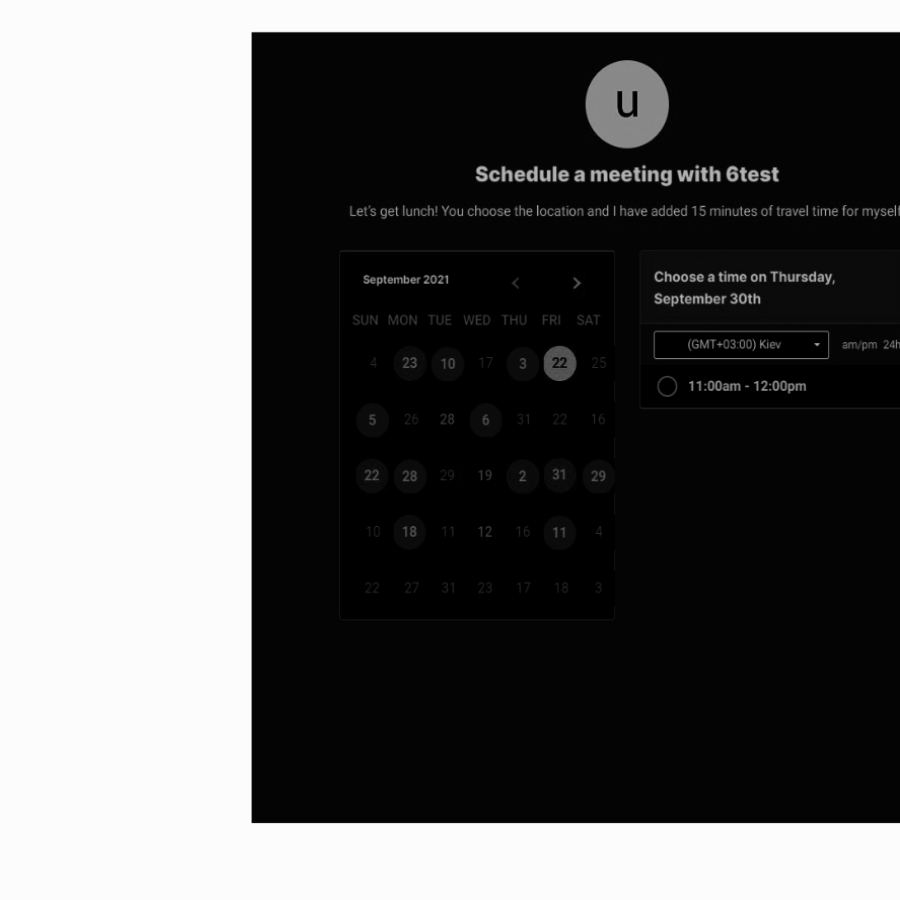 u
Schedule a meeting with 6test
Let's get lunch! You choose the location and I have added 15 minutes of travel time for myself
September 2021
SUN MON TUE WED THU FRI SAT
4 23 10 17 3 22 25
5 26 28 6 31 22 16
22 28 29 19 2 31 29
10 18 11 12 16 11 4
22 27 31 23 17 18 3
Choose a time on Thursday,
September 30th
(GMT+03:00) Kiev am/pm 24h
11:00am - 12:00pm